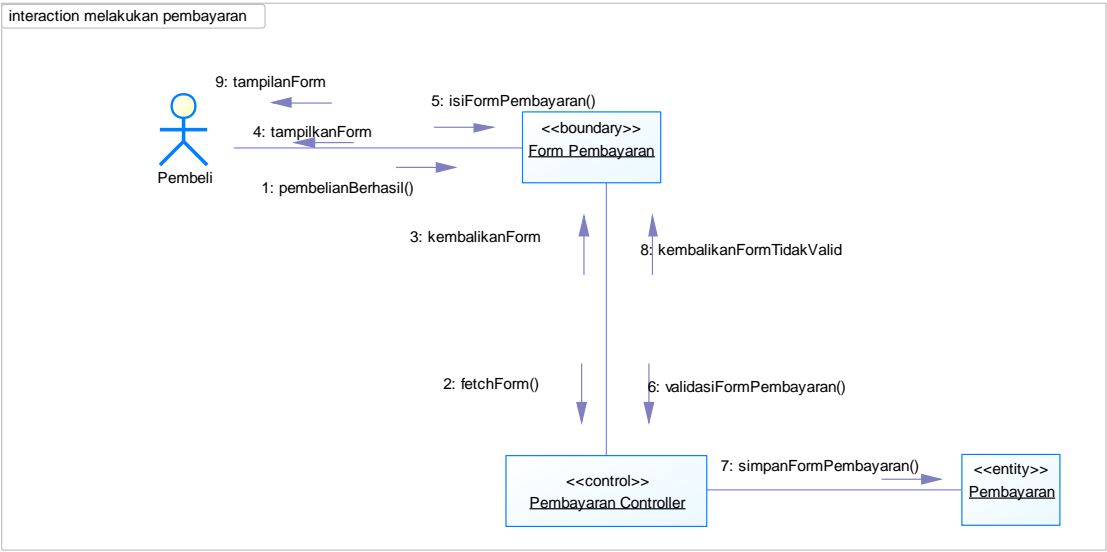 interaction melakukan pembayaran
9: tampilanForm
5: isiFormPembayaran()
4: tampilkanForm
<<boundary>>
Form Pembayaran
Pembeli
1: pembelianBerhasil()
3: kembalikanForm
8: kembalikanFormTidakValid
2: fetchForm()
6: validasiFormPembayaran()
7: simpanFormPembayaran()
<<control>>
Pembayaran Controller
<<entity>>
Pembayaran